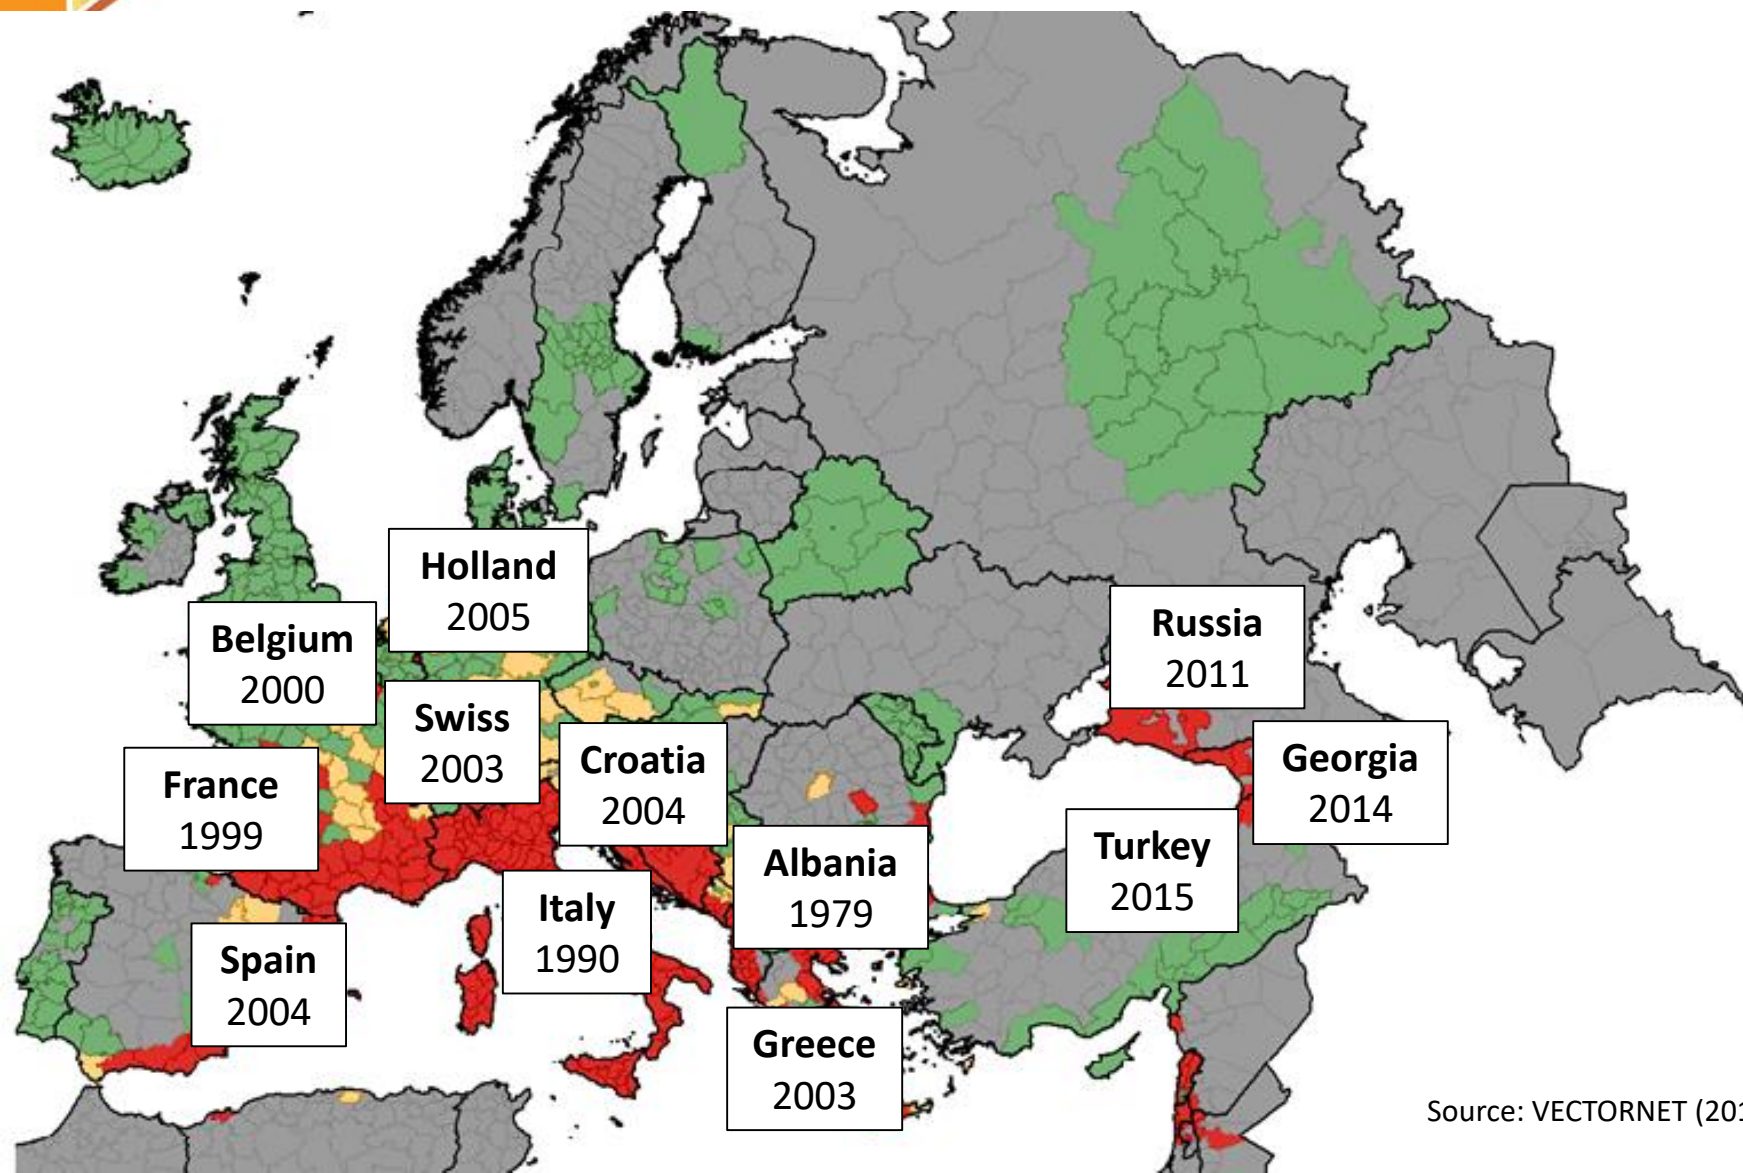 Holland
2005
Belgium
2000
Russia
2011
Swiss
2003
Georgia
2014
Croatia
2004
France
1999
Turkey
2015
Albania
1979
Italy
1990
Spain
2004
Greece
2003
Source: VECTORNET (201